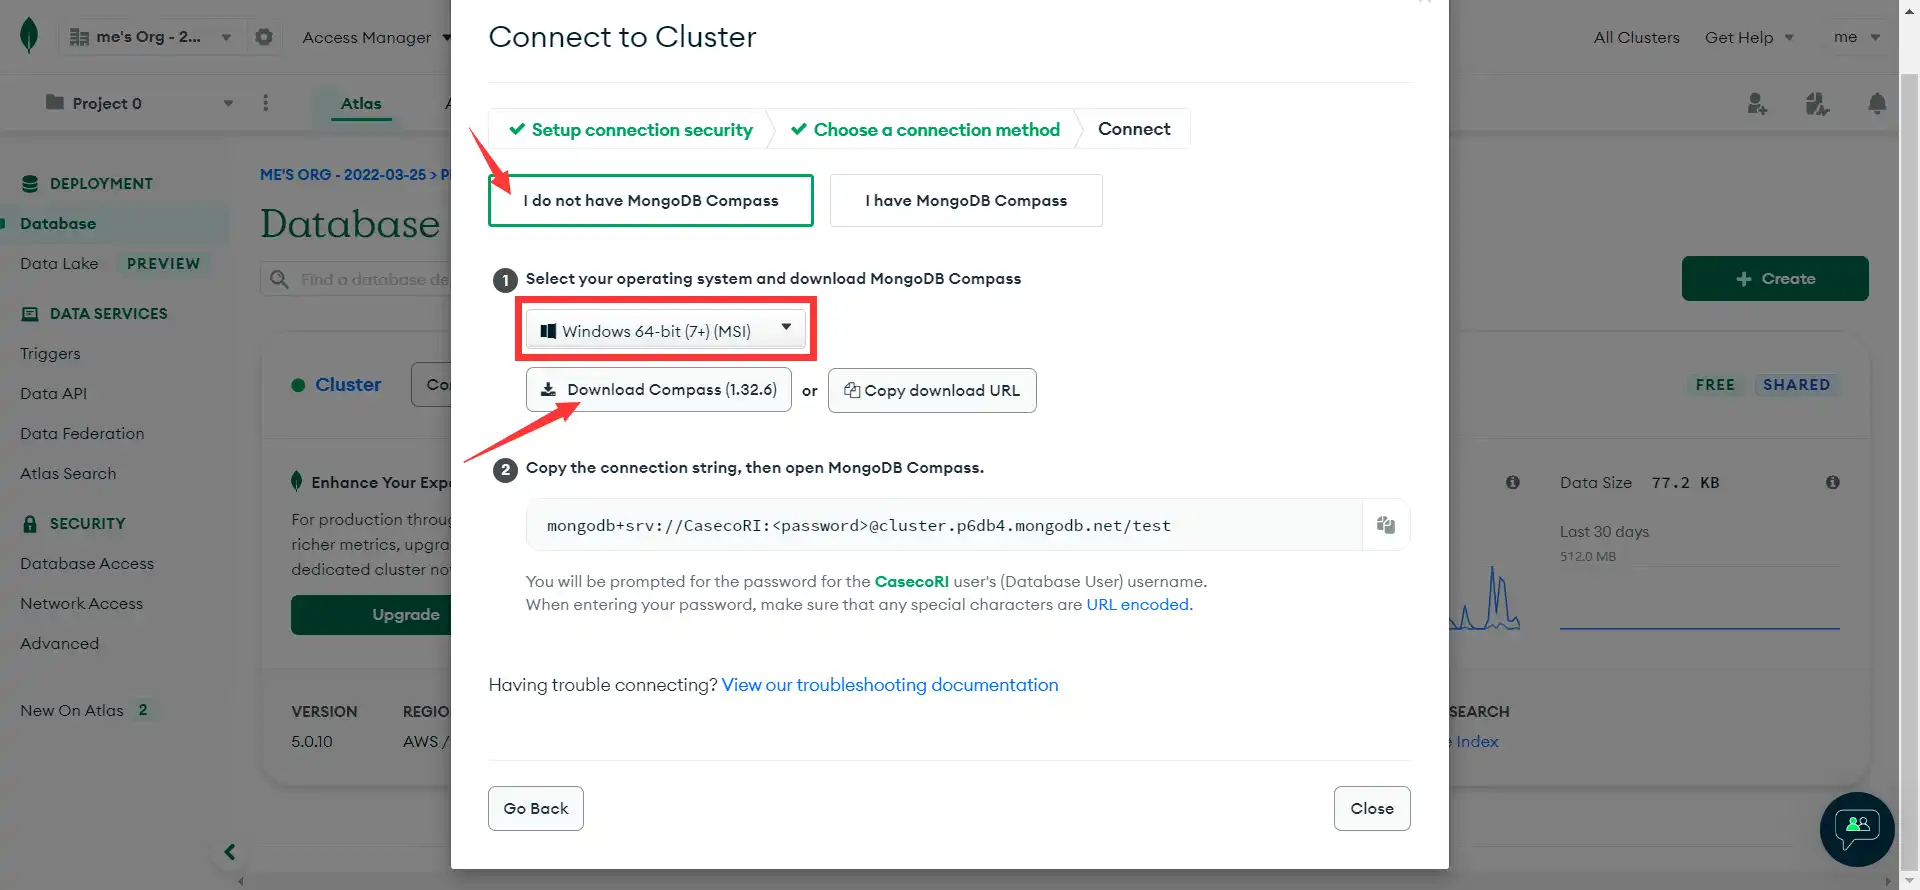 Connect to Cluster
me's Org - 2...
Access Manager
All Clusters
Get Help
me
Project 0
Atlas
Setup connection security
Choose a connection method
Connect
DEPLOYMENT
Database
Data Lake PREVIEW
DATA SERVICES
Triggers
Data API
Data Federation
Atlas Search
SECURITY
Database Access
Network Access
Advanced
New On Atlas 2
ME'S ORG - 2022-03-25 > P
Database
Find a database de
Create
Cluster
Co
FREE SHARED
Enhance Your Expe
For production throu
richer metrics, upgra
dedicated cluster no
Upgrade
VERSION
5.0.10
REGIO
AWS /
I do not have MongoDB Compass
I have MongoDB Compass
1 Select your operating system and download MongoDB Compass
Windows 64-bit (7+) (MSI)
Download Compass (1.32.6) or Copy download URL
2 Copy the connection string, then open MongoDB Compass.
mongodb+srv://CasecoRI:<password>@cluster.p6db4.mongodb.net/test
You will be prompted for the password for the CasecoRI user's (Database User) username.
When entering your password, make sure that any special characters are URL encoded.
Having trouble connecting? View our troubleshooting documentation
Go Back
Close
Data Size 77.2 KB
Last 30 days
512.0 MB
SEARCH
Index